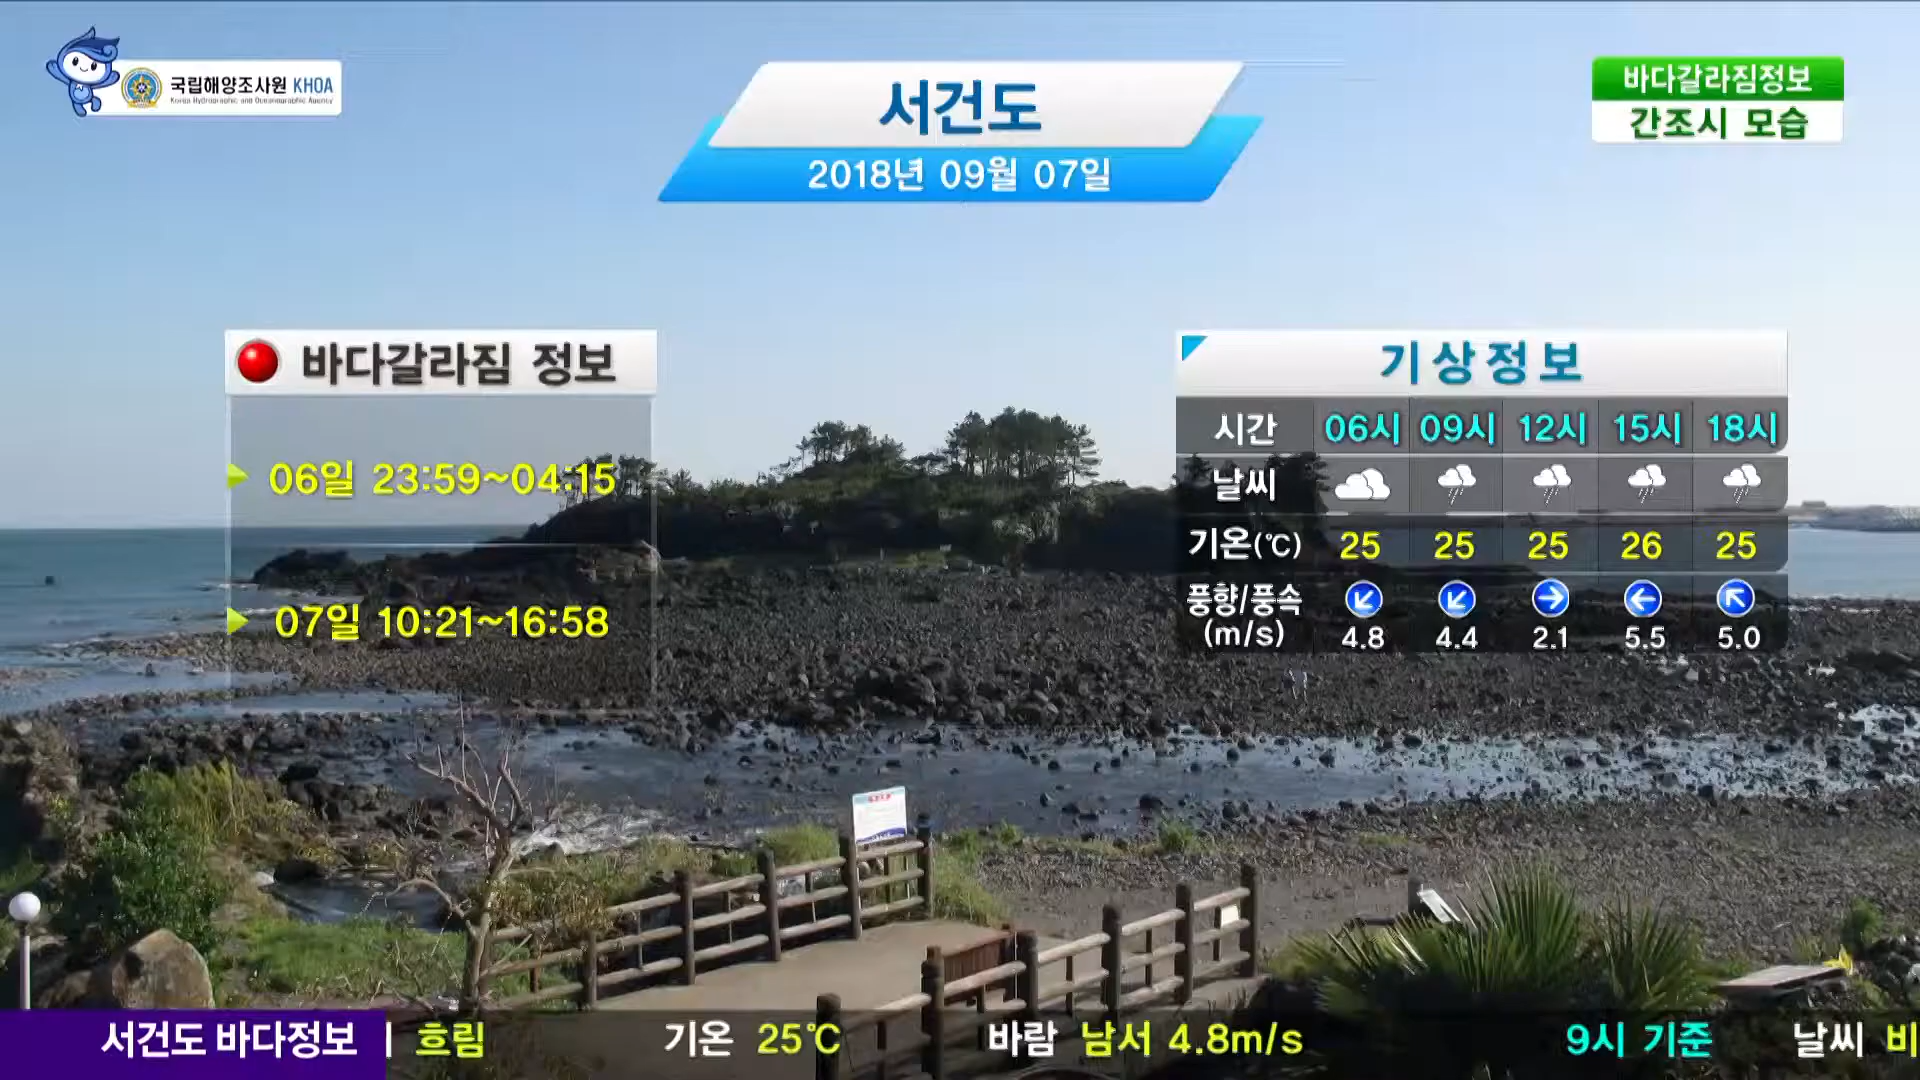 국립해양조사원 KHOA
Korea Hydrographic and Oceanographic Agency
서건도
2018년 09월 07일
바다갈라짐정보
간조시 모습
바다갈라짐 정보
06일 23:59~04:15
07일 10:21~16:58
기상정보
시간 06시 09시 12시 15시 18시
날씨
기온(℃) 25 25 25 26 25
풍향/풍속
(m/s) 4.8 4.4 2.1 5.5 5.0
서건도 바다정보 흐림 기온 25℃ 바람 남서 4.8m/s 9시 기준 날씨 비